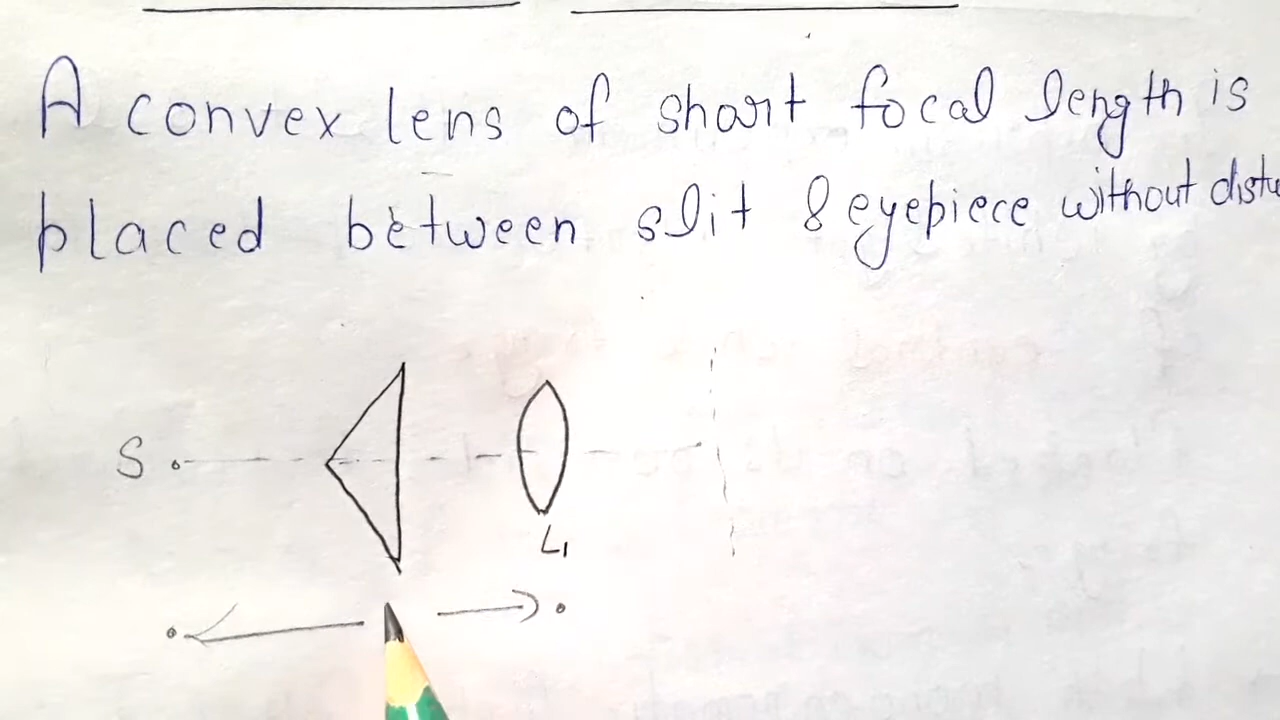 A convex lens of short focal length is
placed between slit & eyepiece without distu
S
L1